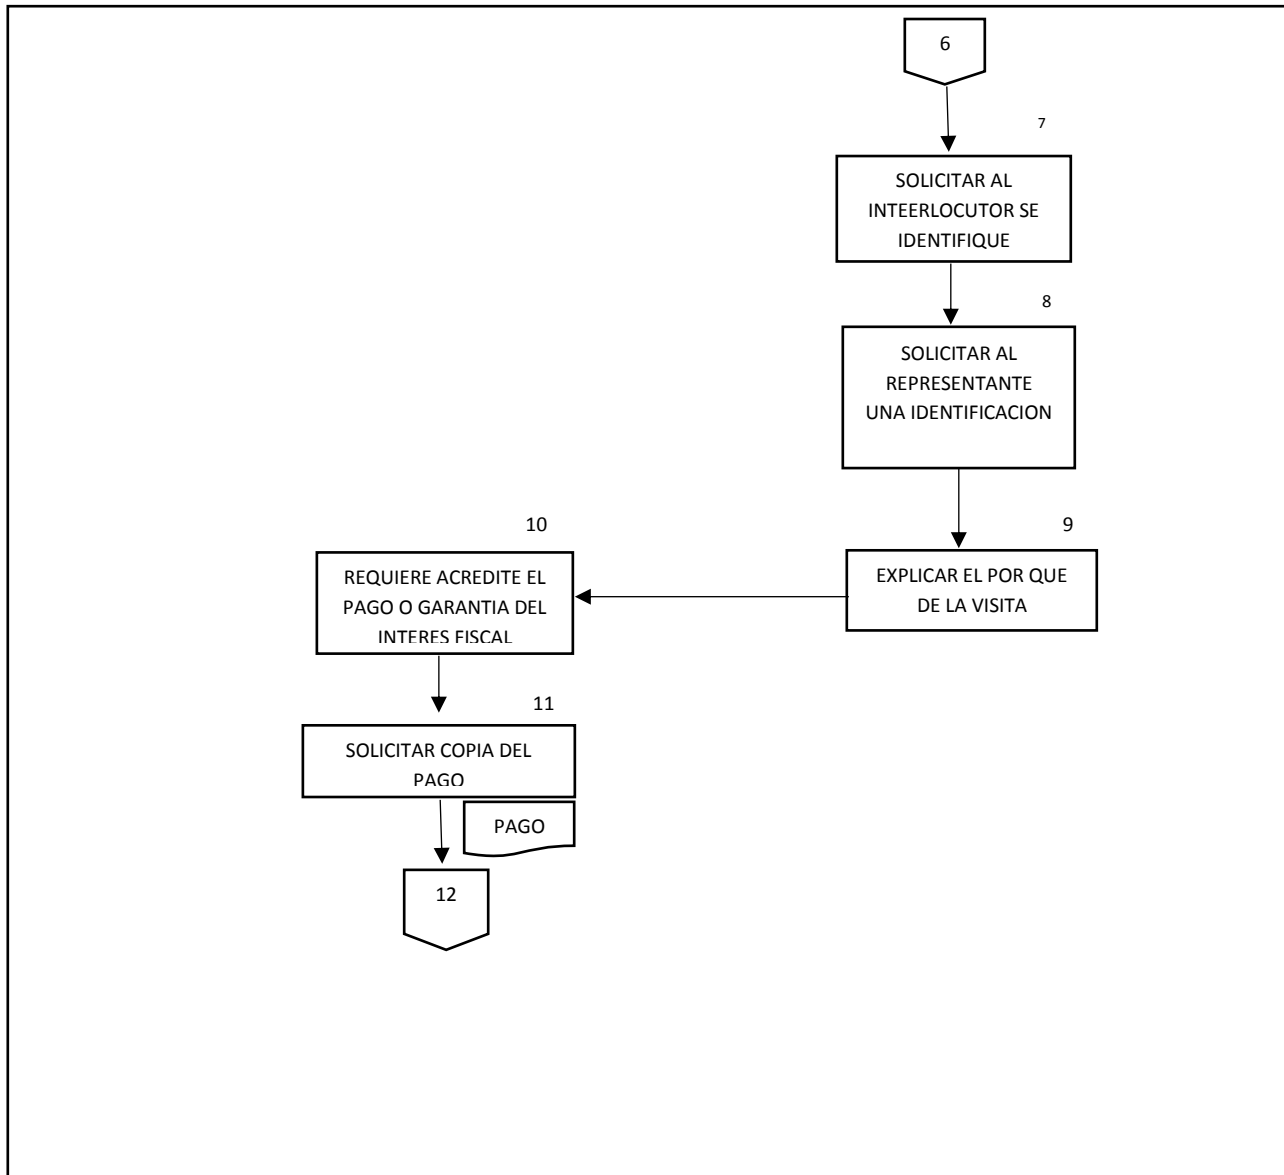 6
7
SOLICITAR AL
INTEERLOCUTOR SE
IDENTIFIQUE
8
SOLICITAR AL
REPRESENTANTE
UNA IDENTIFICACION
9
EXPLICAR EL POR QUE
DE LA VISITA
10
REQUIERE ACREDITE EL
PAGO O GARANTIA DEL
INTERES FISCAL
11
SOLICITAR COPIA DEL
PAGO
PAGO
12